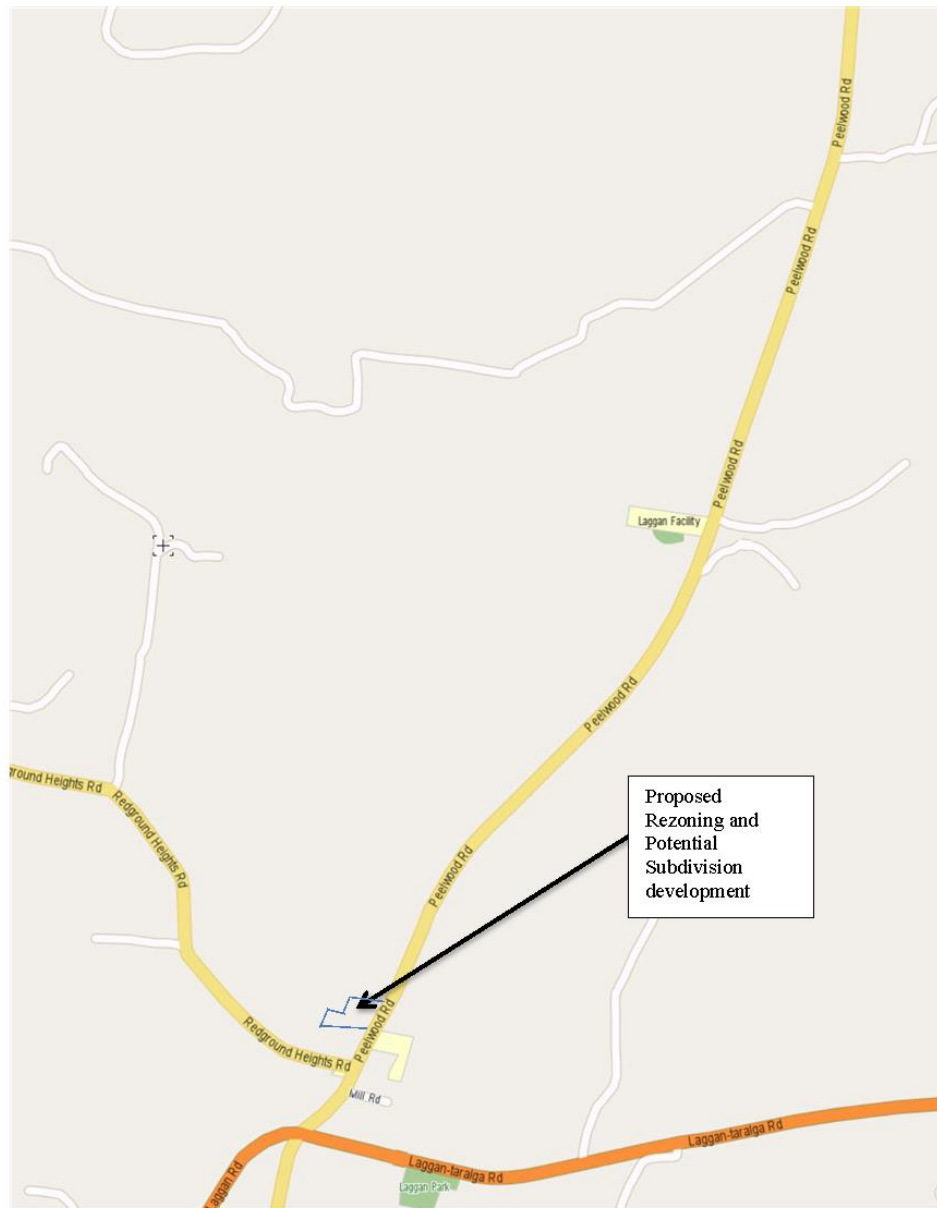 Peelwood Rd
Peelwood Rd
Peelwood Rd
Laggan Facility
Peelwood Rd
ground Heights Rd
Redground Heights Rd
Proposed
Rezoning and
Potential
Subdivision
development
Peelwood Rd
Peelwood Rd
Redground Heights Rd
Mill Rd
Laggan-taralga Rd
Laggan-taralga Rd
Laggan Park
aggan Rd